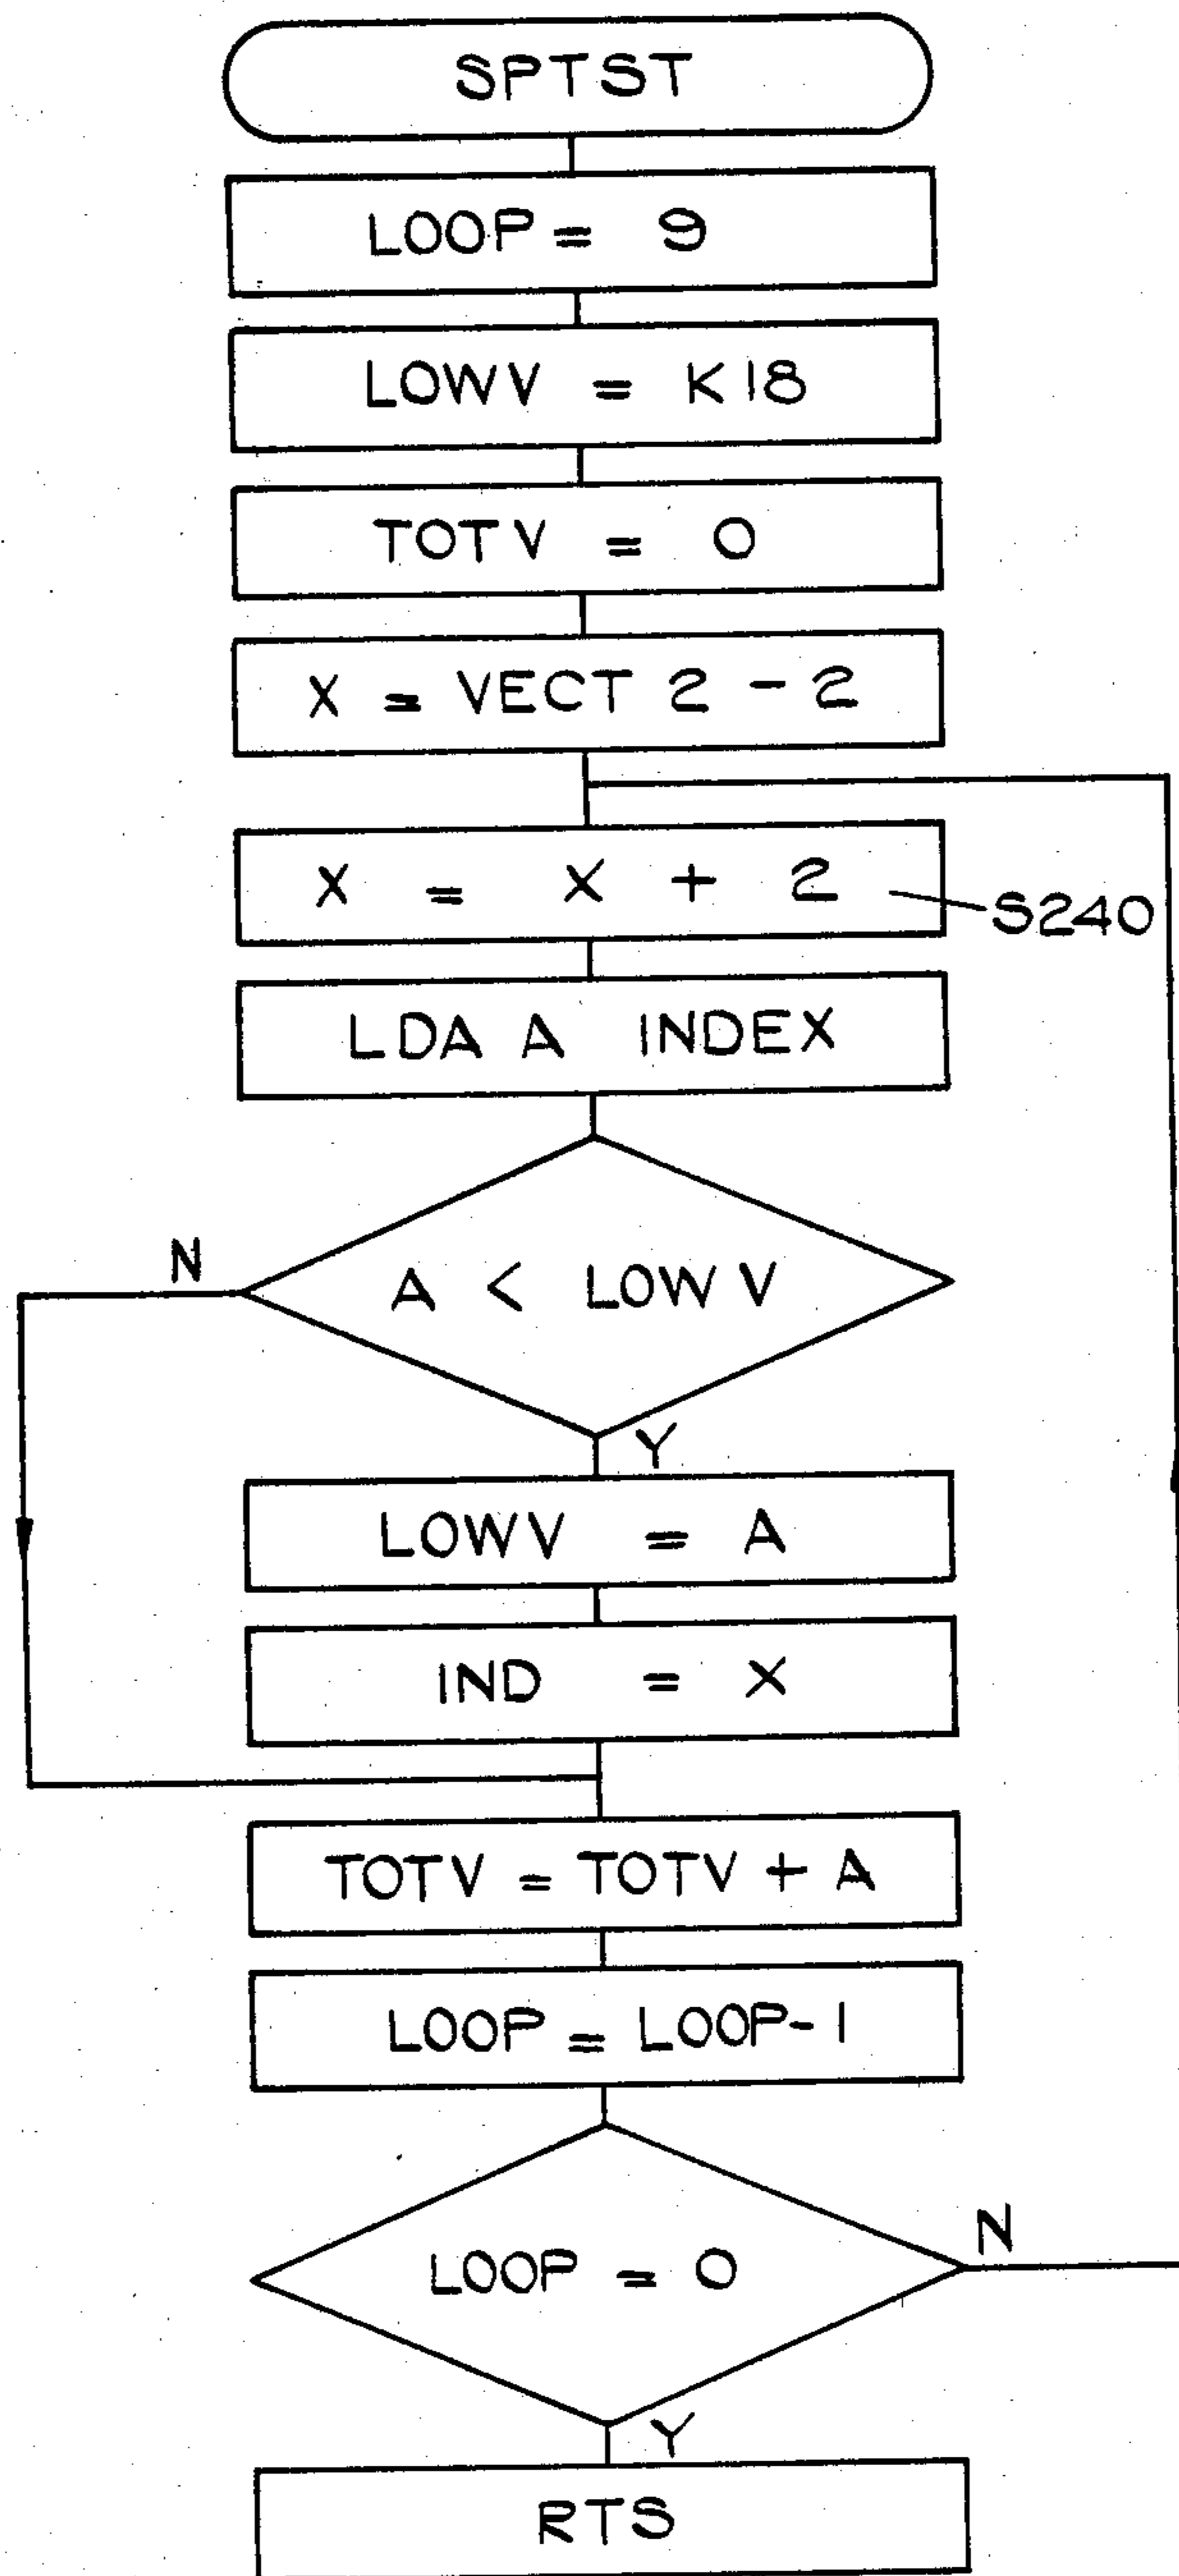 SPTST
LOOP = 9
LOWV = K18
TOTV = 0
X = VECT 2 - 2
X = X + 2
S240
LDA A INDEX
N
A < LOWV
Y
LOWV = A
IND = X
TOTV = TOTV + A
LOOP = LOOP-1
N
LOOP = 0
Y
RTS